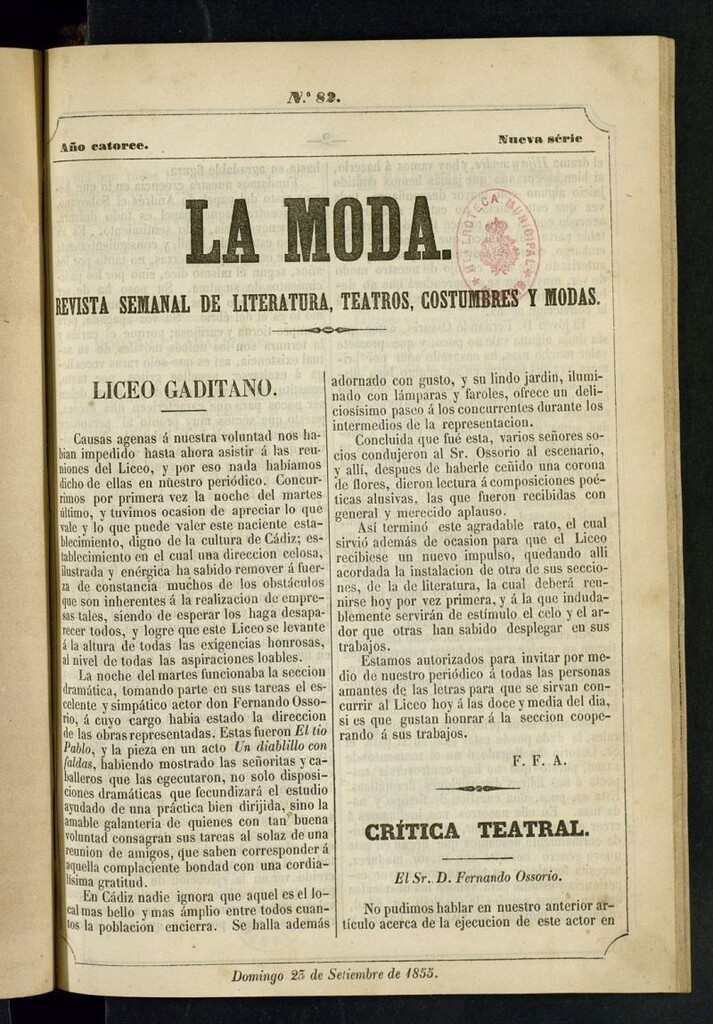 N.º 82.
Año catorce.
Nueva série
LA MODA.
HEMEROTECA MUNICIPAL
REVISTA SEMANAL DE LITERATURA, TEATROS, COSTUMBRES Y MODAS.
LICEO GADITANO.
Causas agenas á nuestra voluntad nos ha-
bian impedido hasta ahora asistir á las reu-
niones del Liceo, y por eso nada habíamos
dicho de ellas en nuestro periódico. Concur-
rimos por primera vez la noche del martes
último, y tuvimos ocasion de apreciar lo que
vale y lo que puede valer este naciente esta-
blecimiento, digno de la cultura de Cádiz; es-
tablecimiento en el cual una direccion celosa,
ilustrada y enérgica ha sabido remover á fuer-
za de constancia muchos de los obstáculos
que son inherentes á la realizacion de empre-
sas tales, siendo de esperar los haga desapa-
recer todos, y logre que este Liceo se levante
á la altura de todas las exigencias honrosas,
al nivel de todas las aspiraciones loables.
La noche del martes funcionaba la seccion
dramática, tomando parte en sus tareas el es-
celente y simpático actor don Fernando Osso-
rio, á cuyo cargo habia estado la direccion
de las obras representadas. Estas fueron El tio
Pablo, y la pieza en un acto Un diablillo con
faldas, habiendo mostrado las señoritas y ca-
balleros que las egecutaron, no solo disposi-
ciones dramáticas que fecundizará el estudio
ayudado de una práctica bien dirijida, sino la
amable galantería de quienes con tan buena
voluntad consagran sus tareas al solaz de una
reunion de amigos, que saben corresponder á
aquella complaciente bondad con una cordia-
lísima gratitud.
En Cádiz nadie ignora que aquel es el lo-
cal mas bello y mas ámplio entre todos cuan-
tos la poblacion encierra. Se halla además
adornado con gusto, y su lindo jardin, ilumi-
nado con lámparas y faroles, ofrece un deli-
ciosísimo paseo á los concurrentes durante los
intermedios de la representacion.
Concluida que fué esta, varios señores so-
cios condujeron al Sr. Ossorio al escenario,
y allí, despues de haberle ceñido una corona
de flores, dieron lectura á composiciones poé-
ticas alusivas, las que fueron recibidas con
general y merecido aplauso.
Así terminó este agradable rato, el cual
sirvió además de ocasion para que el Liceo
recibiese un nuevo impulso, quedando allí
acordada la instalacion de otra de sus seccio-
nes, de la de literatura, la cual deberá reu-
nirse hoy por vez primera, y á la que induda-
blemente servirán de estímulo el celo y el ar-
dor que otras han sabido desplegar en sus
trabajos.
Estamos autorizados para invitar por me-
dio de nuestro periódico á todas las personas
amantes de las letras para que se sirvan con-
currir al Liceo hoy á las doce y media del dia,
si es que gustan honrar á la seccion coope-
rando á sus trabajos.
F. F. A.
CRÍTICA TEATRAL.
El Sr. D. Fernando Ossorio.
No pudimos hablar en nuestro anterior ar-
tículo acerca de la ejecucion de este actor en
Domingo 23 de Setiembre de 1855.